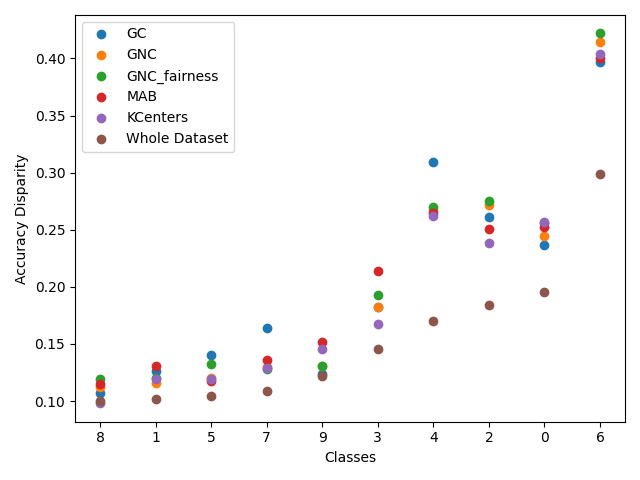 GC
GNC
GNC_fairness
MAB
KCenters
Whole Dataset
Accuracy Disparity
0.40
0.35
0.30
0.25
0.20
0.15
0.10
8 1 5 7 9 3 4 2 0 6
Classes